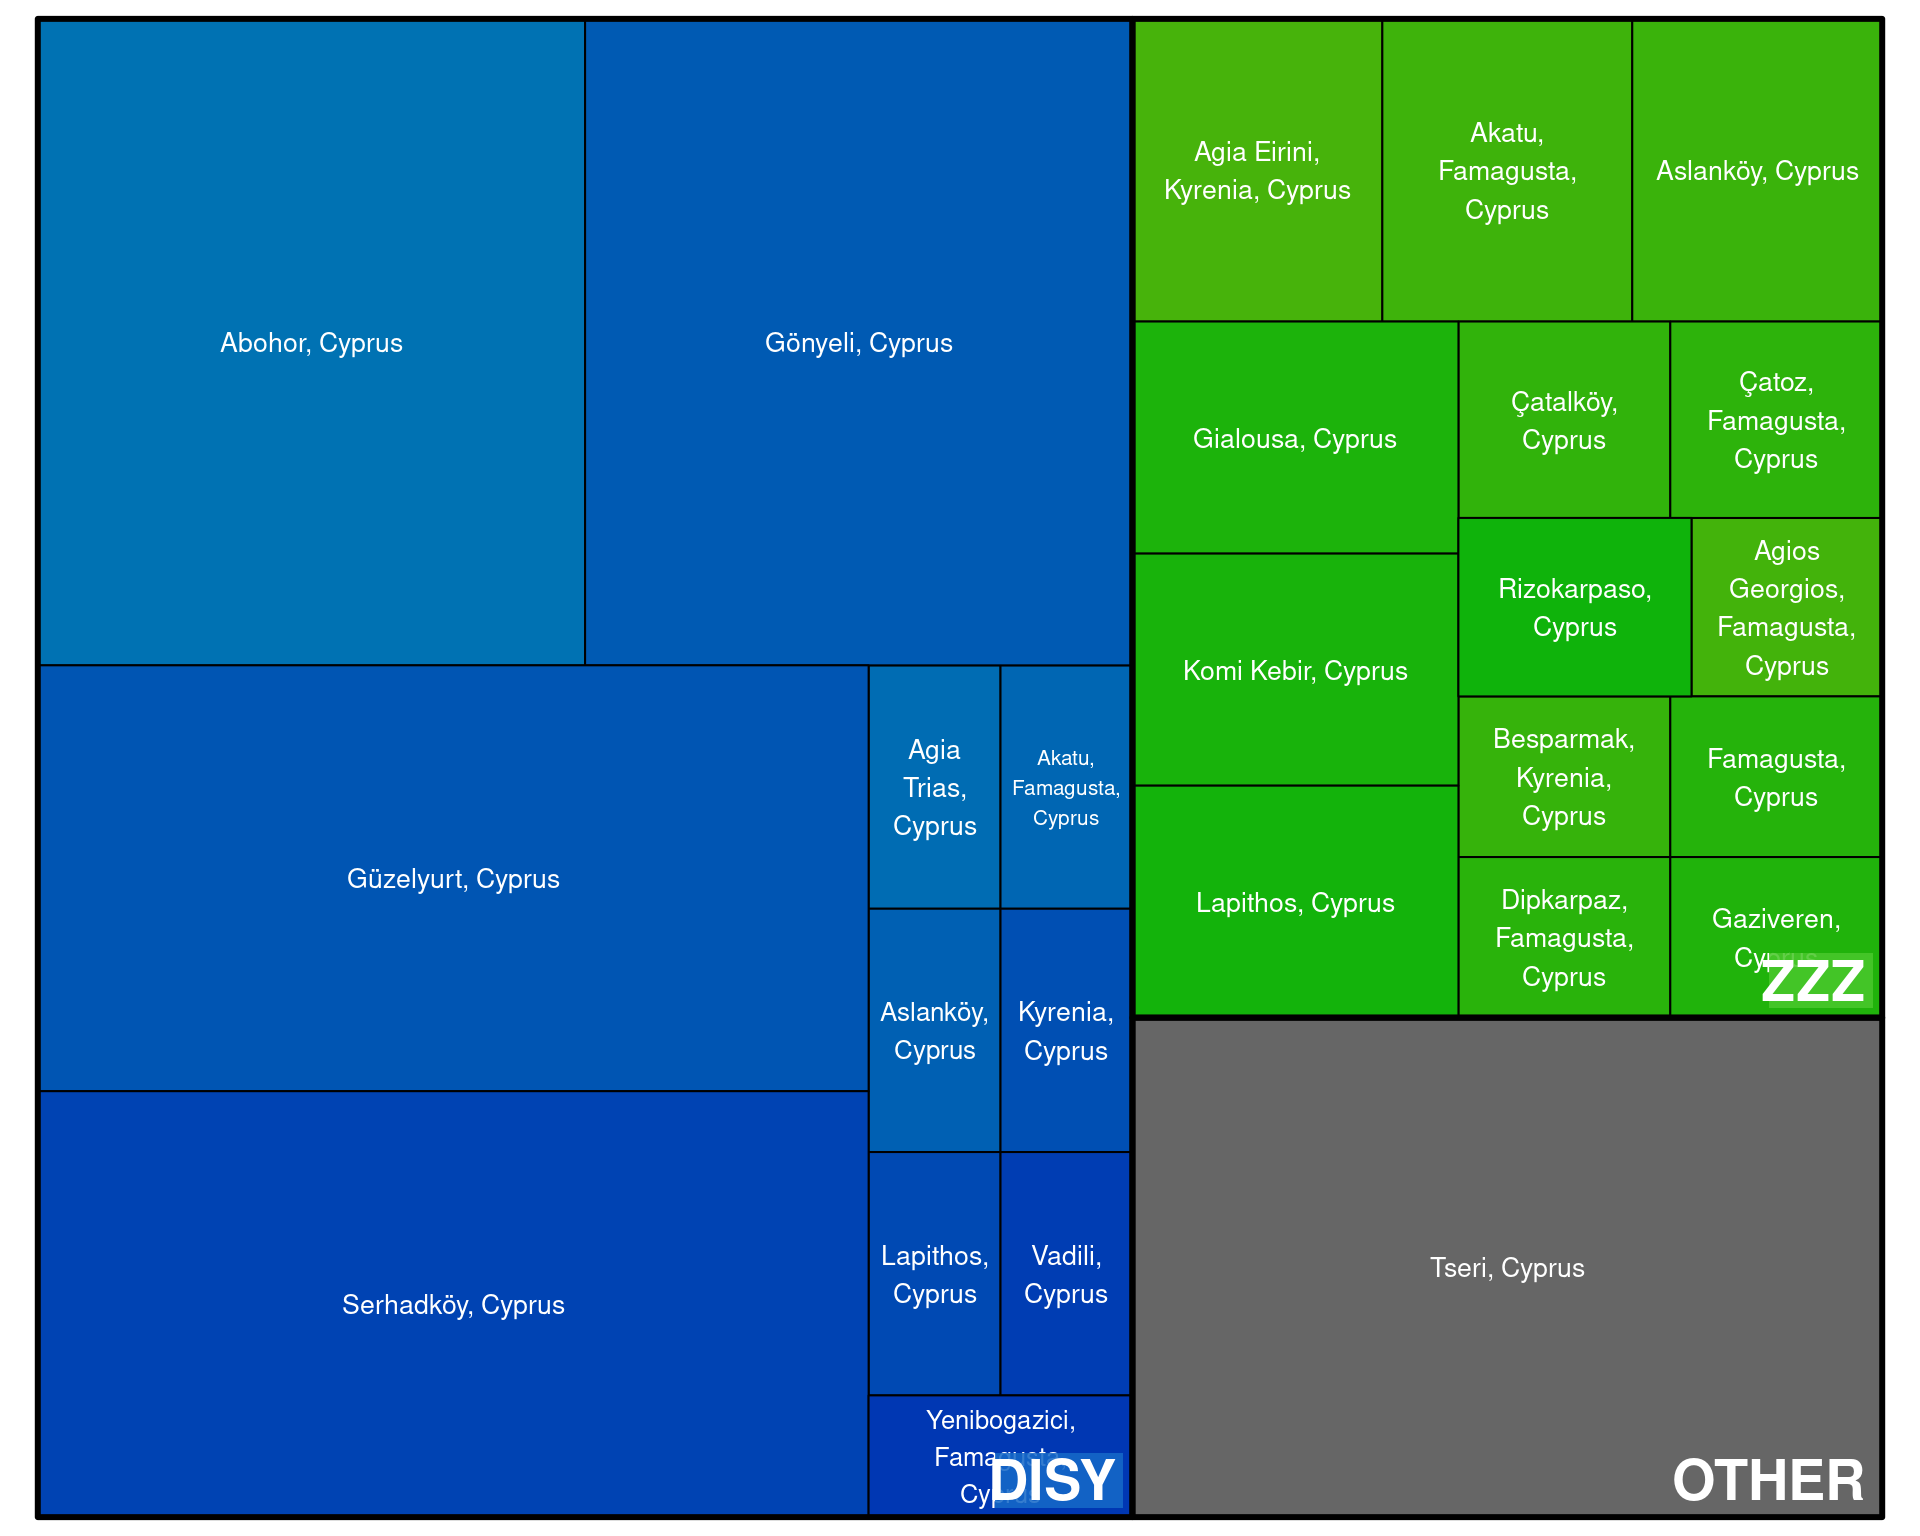 Abohor, Cyprus
Gönyeli, Cyprus
Güzelyurt, Cyprus
Serhadköy, Cyprus
Agia
Trias,
Cyprus
Akatu,
Famagusta,
Cyprus
Aslanköy,
Cyprus
Kyrenia,
Cyprus
Lapithos,
Cyprus
Vadili,
Cyprus
Yenibogazici,
Famagusta,
Cyprus
DISY
Agia Eirini,
Kyrenia, Cyprus
Akatu,
Famagusta,
Cyprus
Aslanköy, Cyprus
Gialousa, Cyprus
Komi Kebir, Cyprus
Lapithos, Cyprus
Çatalköy,
Cyprus
Çatoz,
Famagusta,
Cyprus
Rizokarpaso,
Cyprus
Agios
Georgios,
Famagusta,
Cyprus
Besparmak,
Kyrenia,
Cyprus
Famagusta,
Cyprus
Dipkarpaz,
Famagusta,
Cyprus
Gaziveren,
Cyprus
ZZZ
Tseri, Cyprus
OTHER